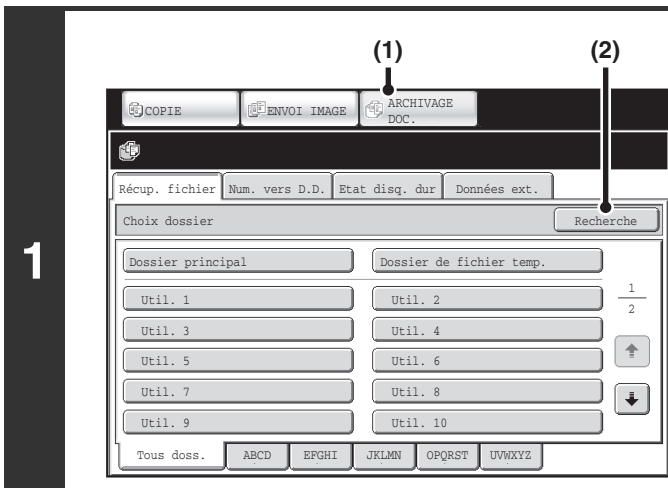 (1) (2)
COPIE ENVOI IMAGE ARCHIVAGE DOC.
Récup. fichier Num. vers D.D. Etat disq. dur Données ext.
Choix dossier Recherche
1
Dossier principal Dossier de fichier temp.
Util. 1 Util. 2 1
Util. 3 Util. 4 2
Util. 5 Util. 6
Util. 7 Util. 8
Util. 9 Util. 10
Tous doss. ABCD EFGHI JKLMN OPQRST UVWXYZ